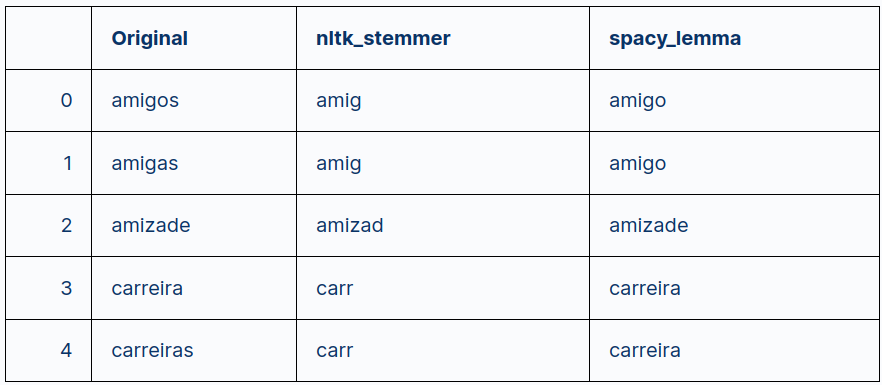 Original nltk_stemmer spacy_lemma
0 amigos amig amigo
1 amigas amig amigo
2 amizade amizad amizade
3 carreira carr carreira
4 carreiras carr carreira